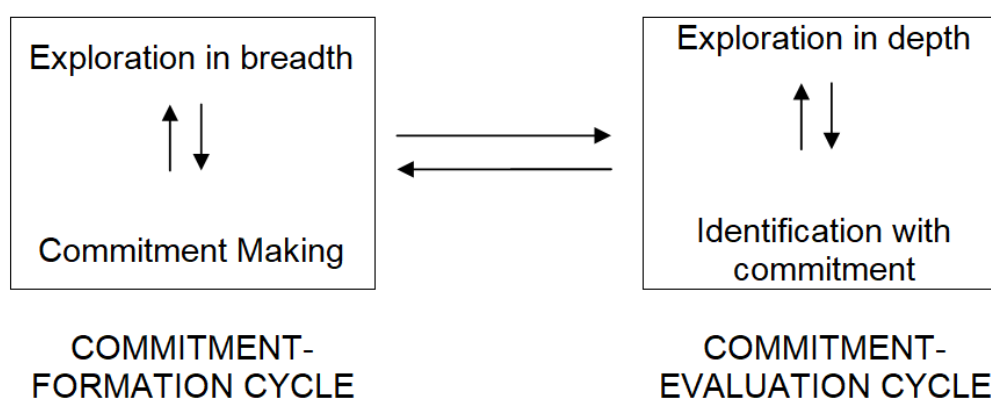 Exploration in breadth
Commitment Making
COMMITMENT-
FORMATION CYCLE
Exploration in depth
Identification with
commitment
COMMITMENT-
EVALUATION CYCLE